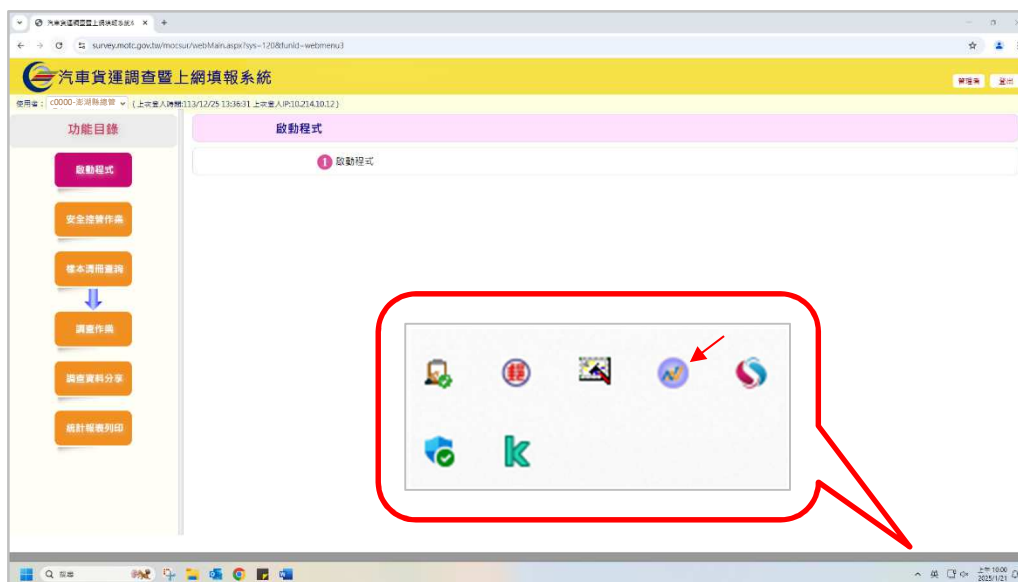 汽車貨運調查暨上網填報系統
survey.motc.gov.tw/mocsur/webMain.aspx?sys=120&funid=webmenu3
汽車貨運調查暨上網填報系統
管理員 登出
使用者： c0000-澎湖縣總管 (上次登入時間:113/12/25 13:36:31 上次登入IP:10.214.10.12)
功能目錄
啟動程式
1 啟動程式
啟動程式
安全控管作業
樣本清冊查詢
調查作業
調查資料分享
統計報表列印
郵
k
搜尋
英
上午 10:00
2025/1/21